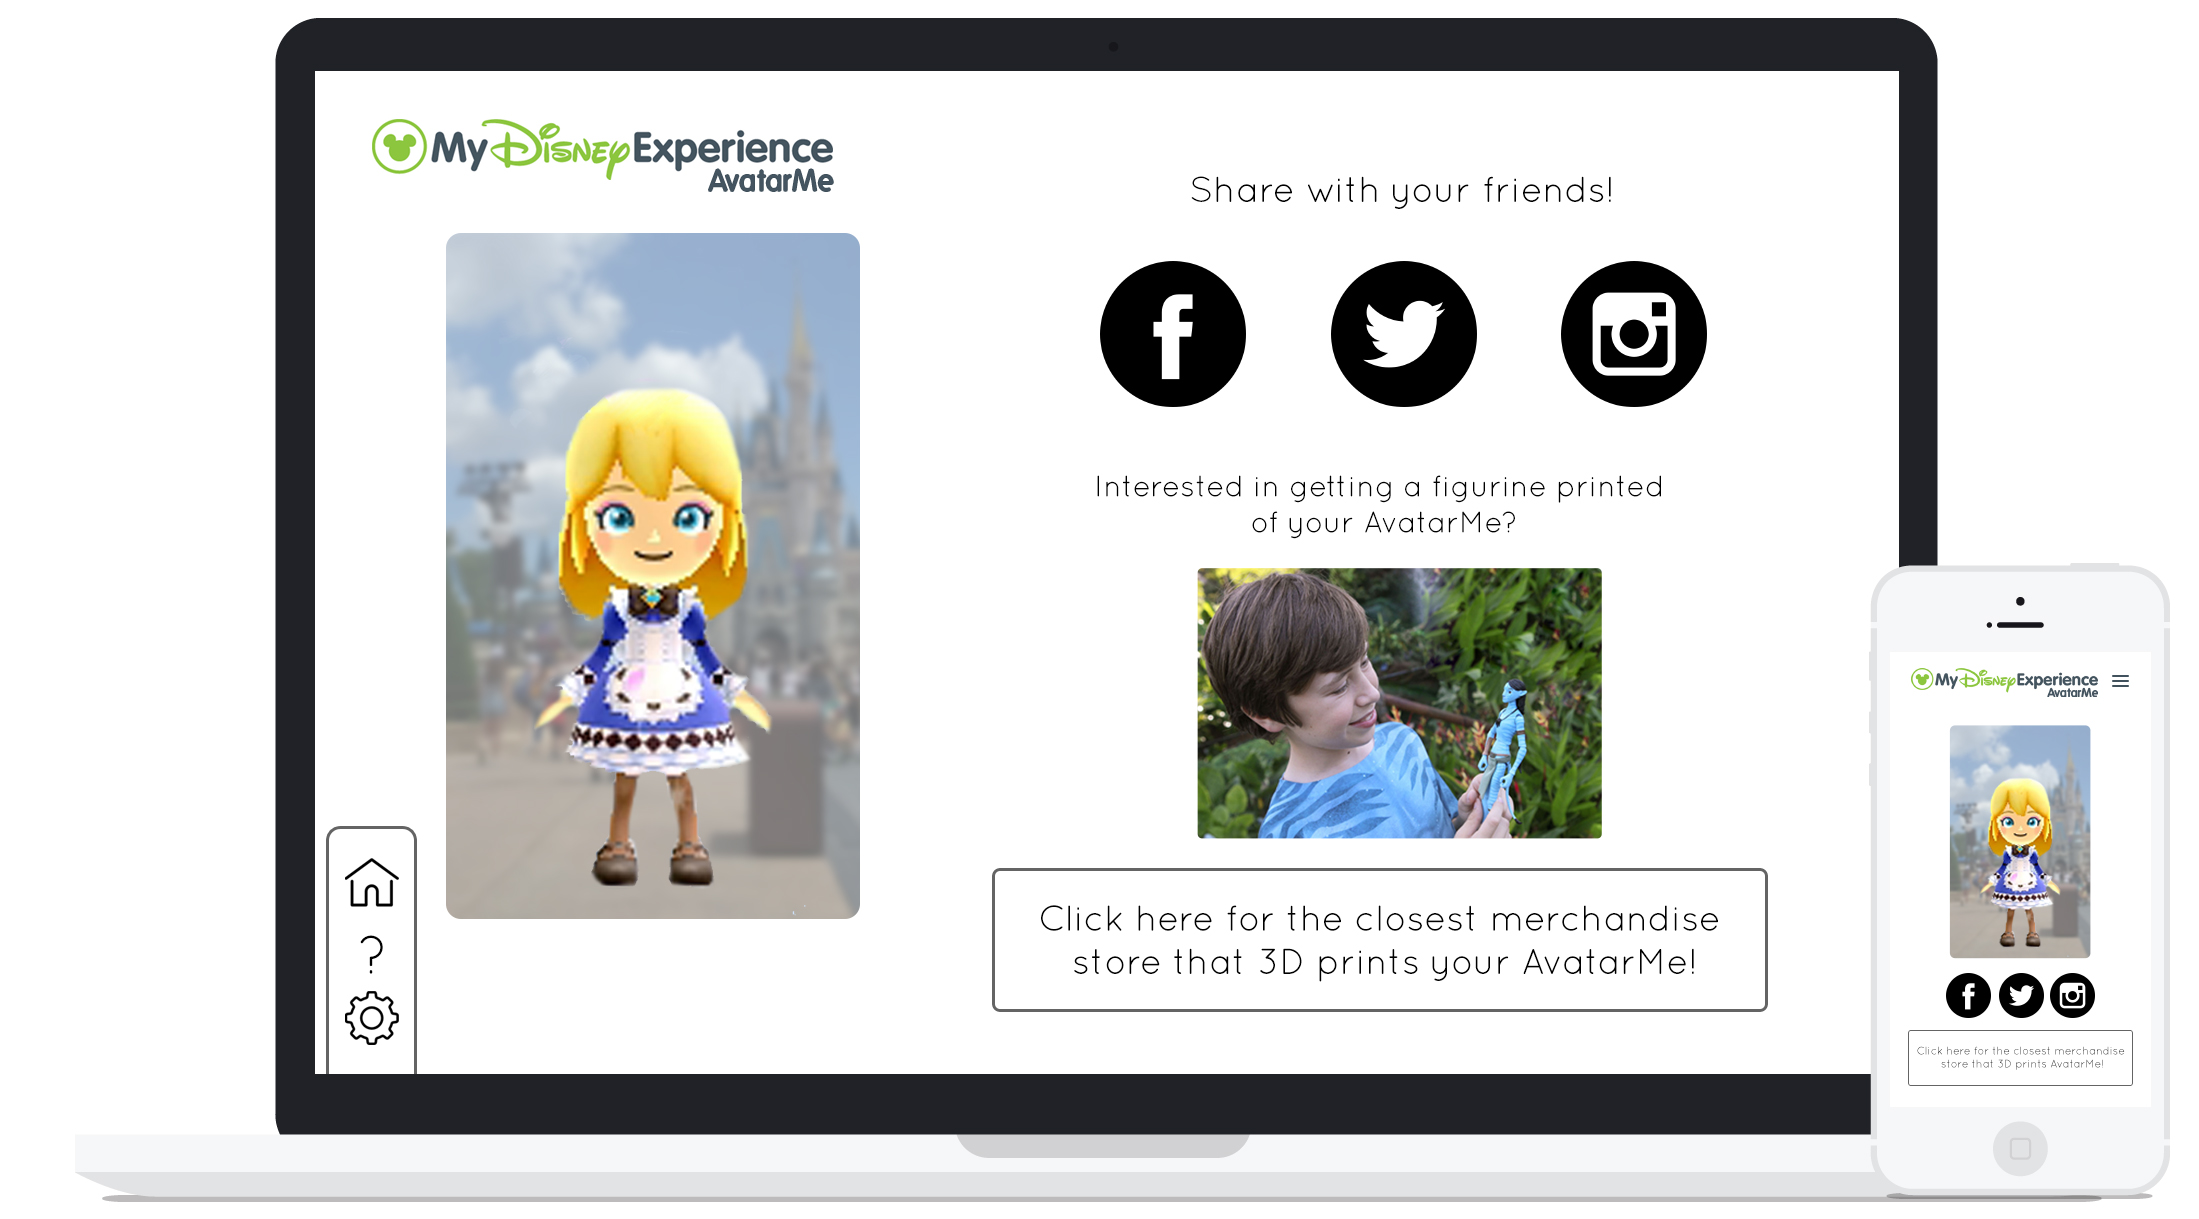 My Disney Experience
AvatarMe
Share with your friends!
Interested in getting a figurine printed
of your AvatarMe?
Click here for the closest merchandise
store that 3D prints your AvatarMe!
?
My Disney Experience
AvatarMe
Click here for the closest merchandise
store that 3D prints AvatarMe!